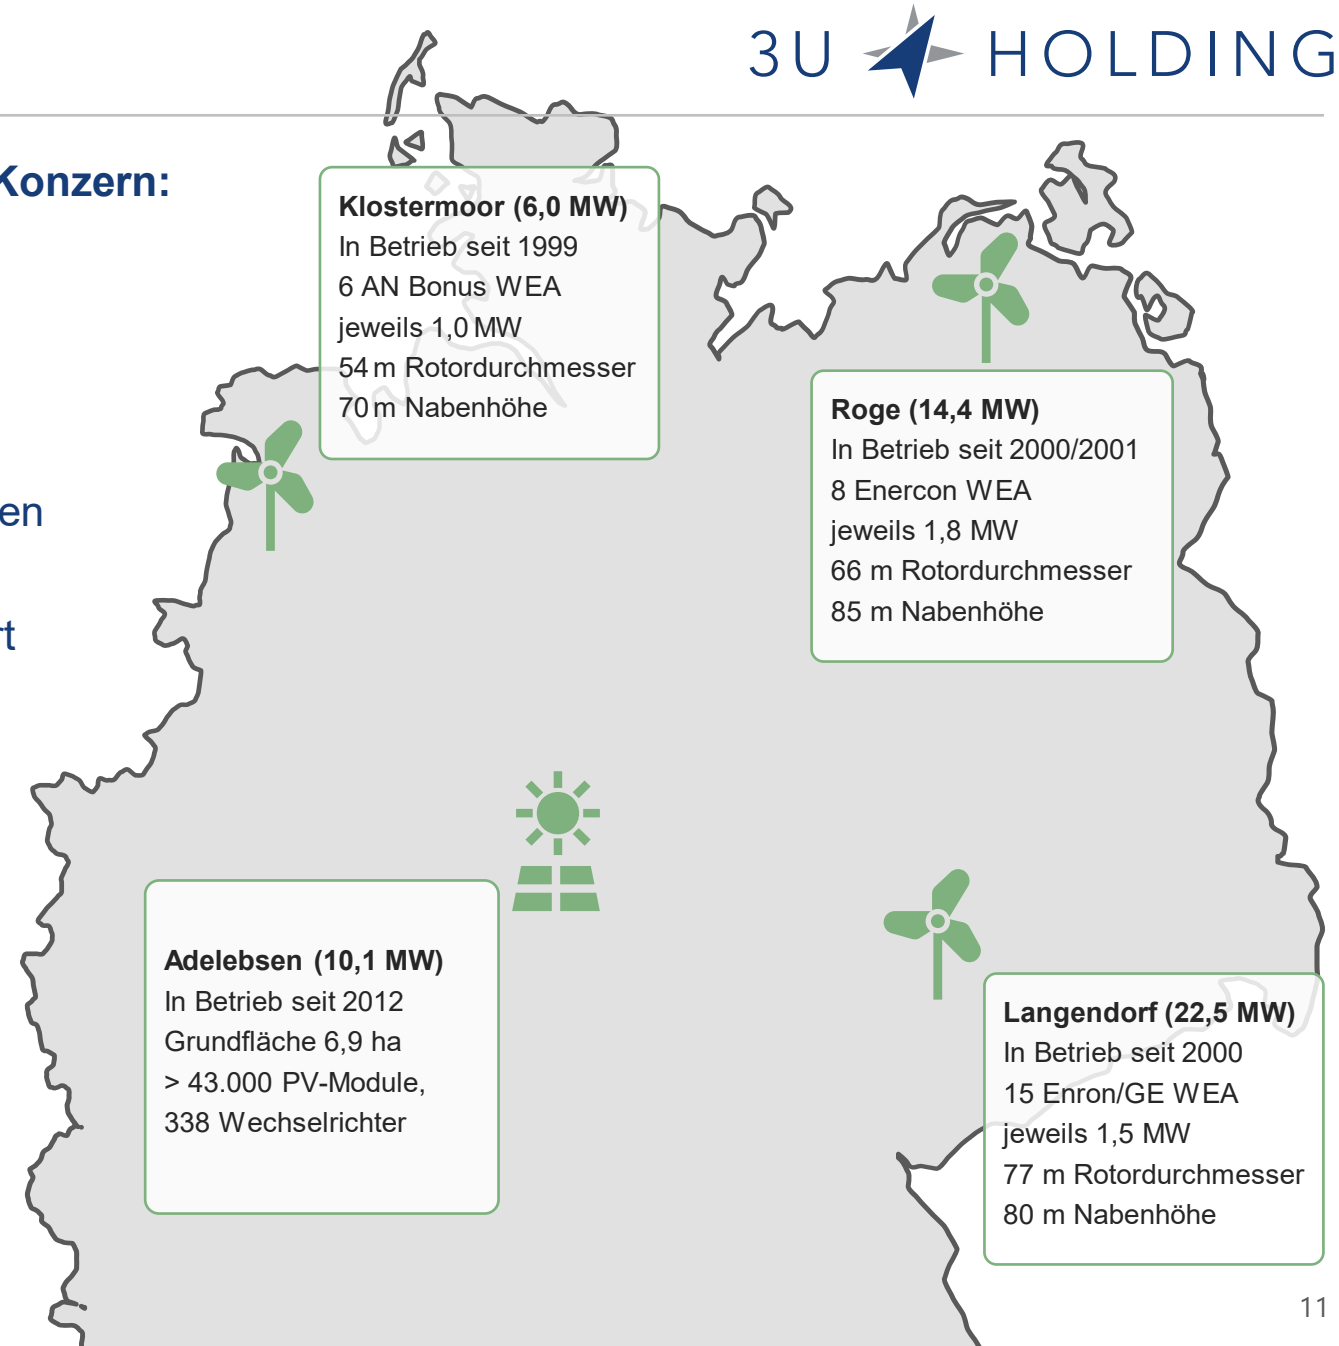 3U HOLDING
Konzern:
Klostermoor (6,0 MW)
In Betrieb seit 1999
6 AN Bonus WEA
jeweils 1,0 MW
54 m Rotordurchmesser
70 m Nabenhöhe
Roge (14,4 MW)
In Betrieb seit 2000/2001
8 Enercon WEA
jeweils 1,8 MW
66 m Rotordurchmesser
85 m Nabenhöhe
en
rt
Adelebsen (10,1 MW)
In Betrieb seit 2012
Grundfläche 6,9 ha
> 43.000 PV-Module,
338 Wechselrichter
Langendorf (22,5 MW)
In Betrieb seit 2000
15 Enron/GE WEA
jeweils 1,5 MW
77 m Rotordurchmesser
80 m Nabenhöhe
11